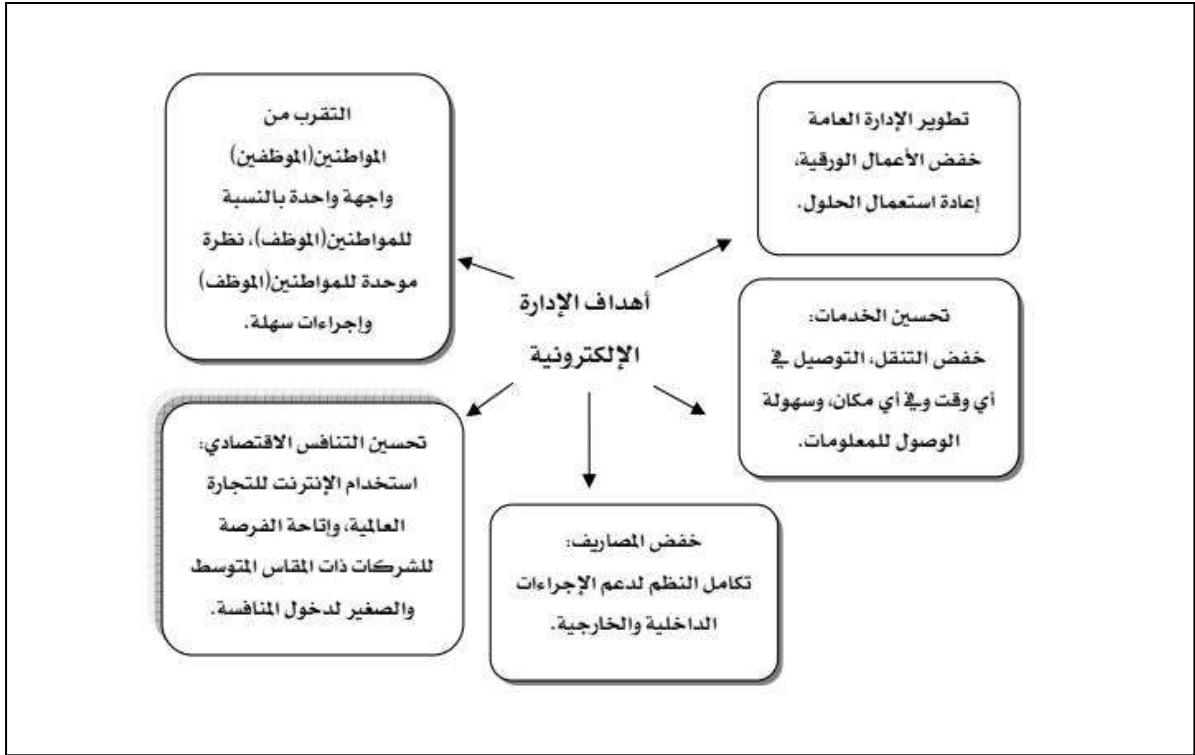 تطوير الإدارة العامة
خفض الأعمال الورقية،
إعادة استعمال الحلول.
التقرب من
المواطنين(الموظفين)
واجهة واحدة بالنسبة
للمواطنين(الموظف)، نظرة
موحدة للمواطنين(الموظف)
وإجراءات سهلة.
أهداف الإدارة
الإلكترونية
تحسين الخدمات:
خفض التنقل، التوصيل في
أي وقت وفي أي مكان، وسهولة
الوصول للمعلومات.
تحسين التنافس الاقتصادي:
استخدام الإنترنت للتجارة
العالمية، وإتاحة الفرصة
للشركات ذات المقاس المتوسط
والصغير لدخول المنافسة.
خفض المصاريف:
تكامل النظم لدعم الإجراءات
الداخلية والخارجية.